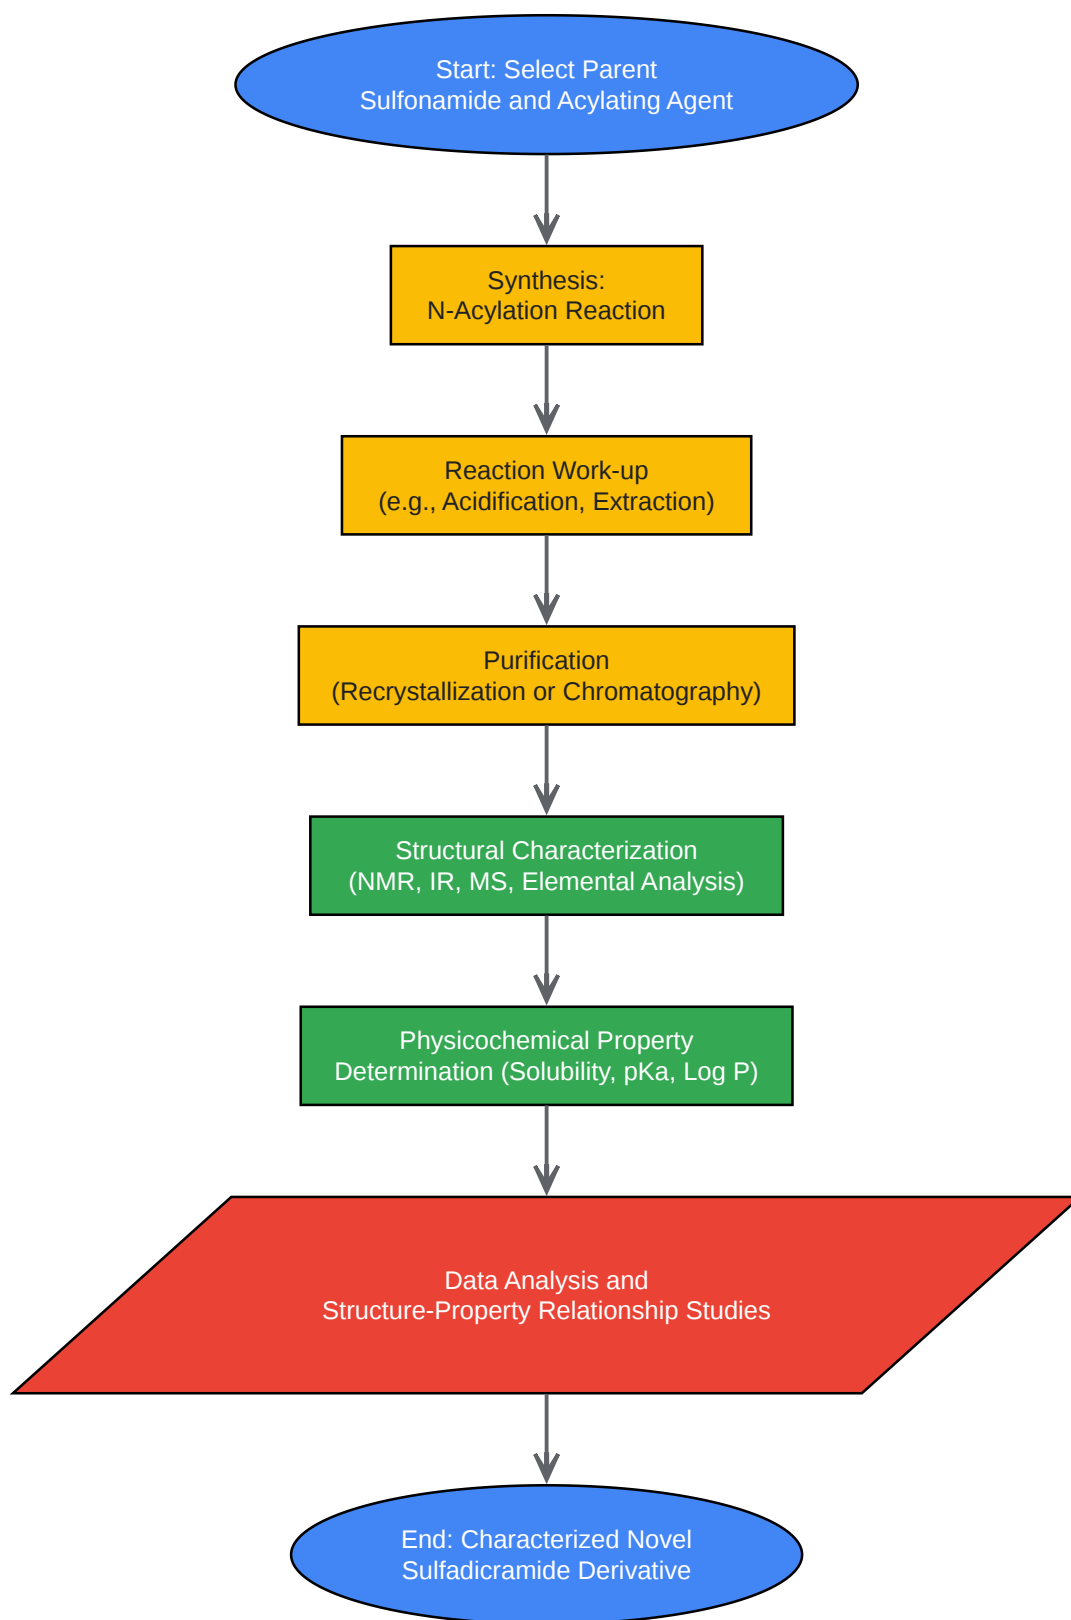 Start: Select Parent
Sulfonamide and Acylating Agent
Synthesis:
N-Acylation Reaction
Reaction Work-up
(e.g., Acidification, Extraction)
Purification
(Recrystallization or Chromatography)
Structural Characterization
(NMR, IR, MS, Elemental Analysis)
Physicochemical Property
Determination (Solubility, pKa, Log P)
Data Analysis and
Structure-Property Relationship Studies
End: Characterized Novel
Sulfadicramide Derivative